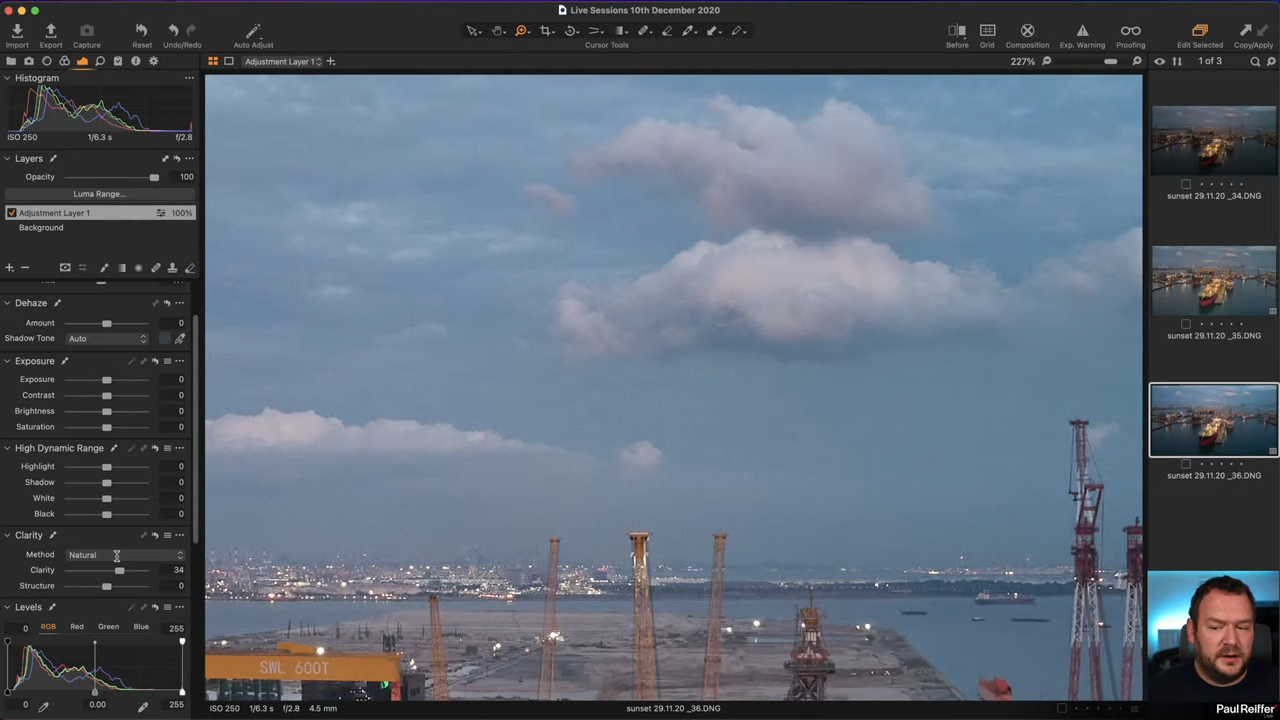 Live Sessions 10th December 2020
Import
Export
Capture
Reset
Undo/Redo
Auto Adjust
Cursor Tools
Before
Grid
Composition
Exp. Warning
Proofing
Edit Selected
Copy/Apply
Adjustment Layer 1
227%
1 of 3
Histogram
ISO 250
1/6.3 s
f/2.8
Layers
Opacity
100
Luma Range...
Adjustment Layer 1
100%
Background
Dehaze
Amount
0
Shadow Tone
Auto
Exposure
Exposure
0
Contrast
0
Brightness
0
Saturation
0
High Dynamic Range
Highlight
0
Shadow
0
White
0
Black
0
Clarity
Method
Natural
Clarity
34
Structure
0
Levels
0
RGB
Red
Green
Blue
255
0
0.00
255
SWL 600T
ISO 250
1/6.3 s
f/2.8
4.5 mm
sunset 29.11.20 _36.DNG
sunset 29.11.20 _34.DNG
sunset 29.11.20 _35.DNG
sunset 29.11.20 _36.DNG
PaulReiffer
Live